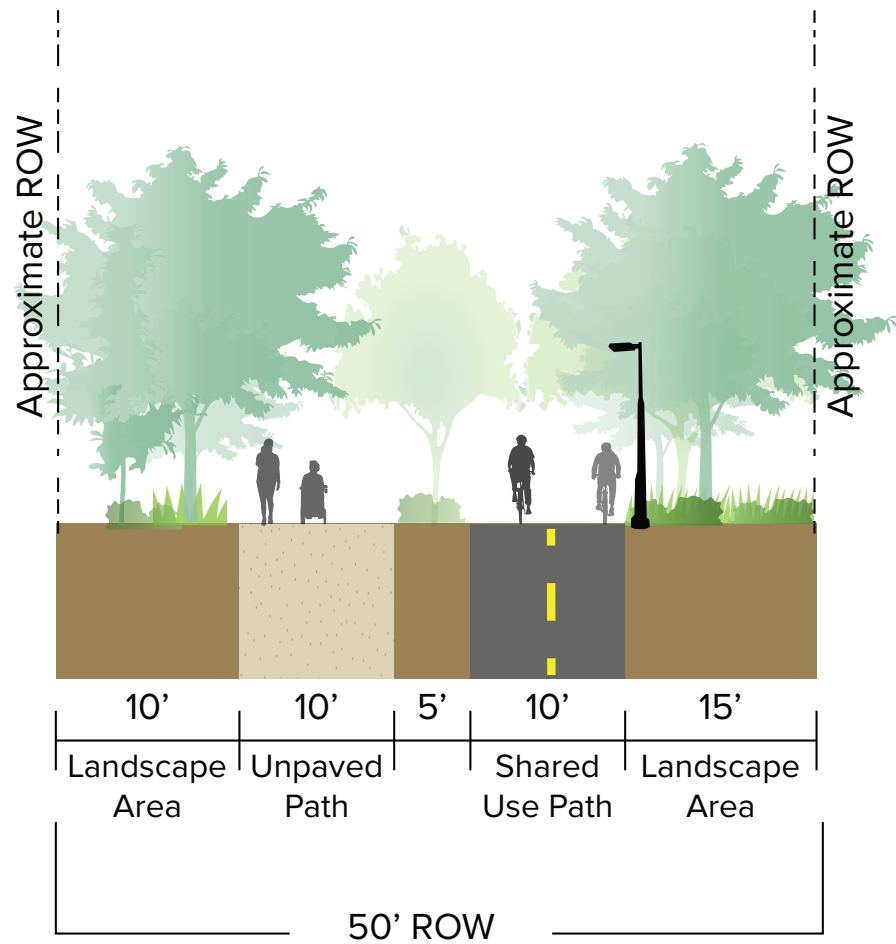 Approximate ROW
Approximate ROW
10’
10’
5’
10’
15’
Landscape
Area
Unpaved
Path
Shared
Use Path
Landscape
Area
50’ ROW